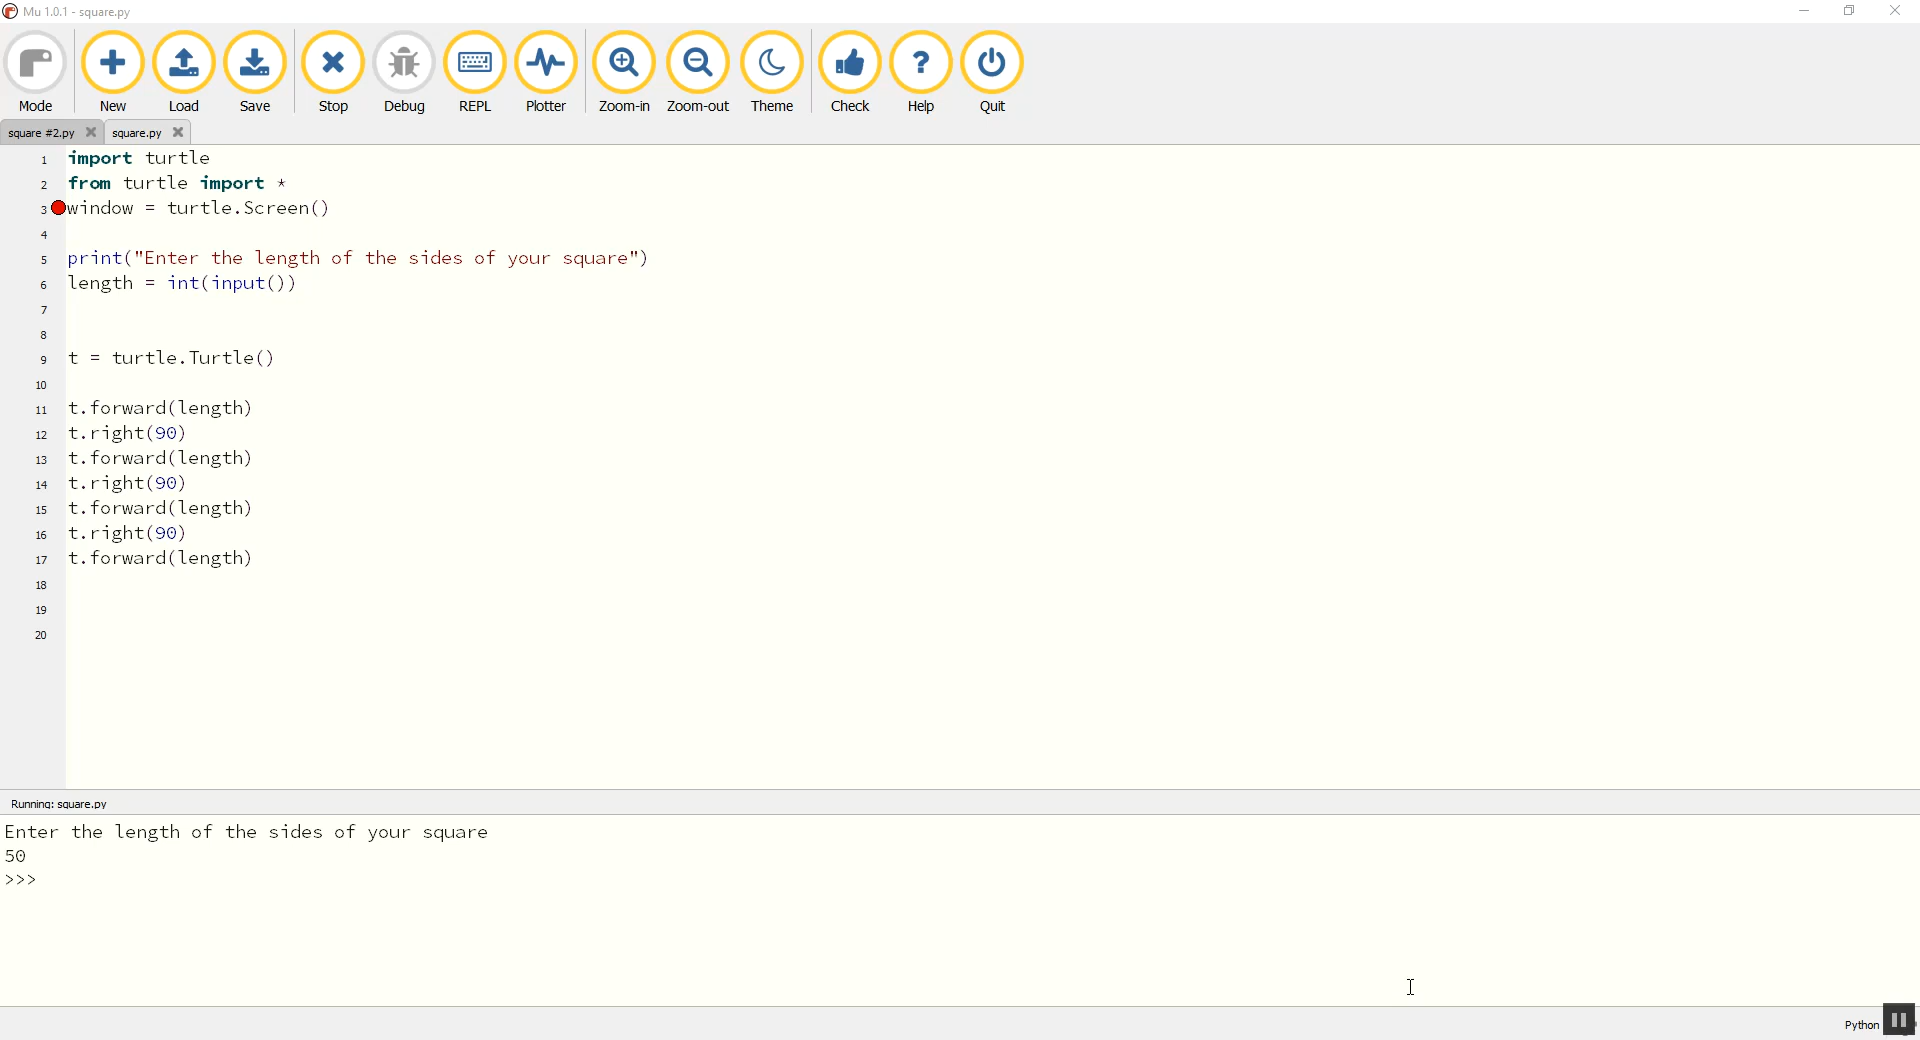 Mu 1.0.1 - square.py
Mode
New
Load
Save
Stop
Debug
REPL
Plotter
Zoom-in
Zoom-out
Theme
Check
Help
Quit
square #2.py
square.py
1 import turtle
2 from turtle import *
3 window = turtle.Screen()
4
5 print("Enter the length of the sides of your square")
6 length = int(input())
7
8
9 t = turtle.Turtle()
10
11 t.forward(length)
12 t.right(90)
13 t.forward(length)
14 t.right(90)
15 t.forward(length)
16 t.right(90)
17 t.forward(length)
18
19
20
Running: square.py
Enter the length of the sides of your square
50
>>>
Python